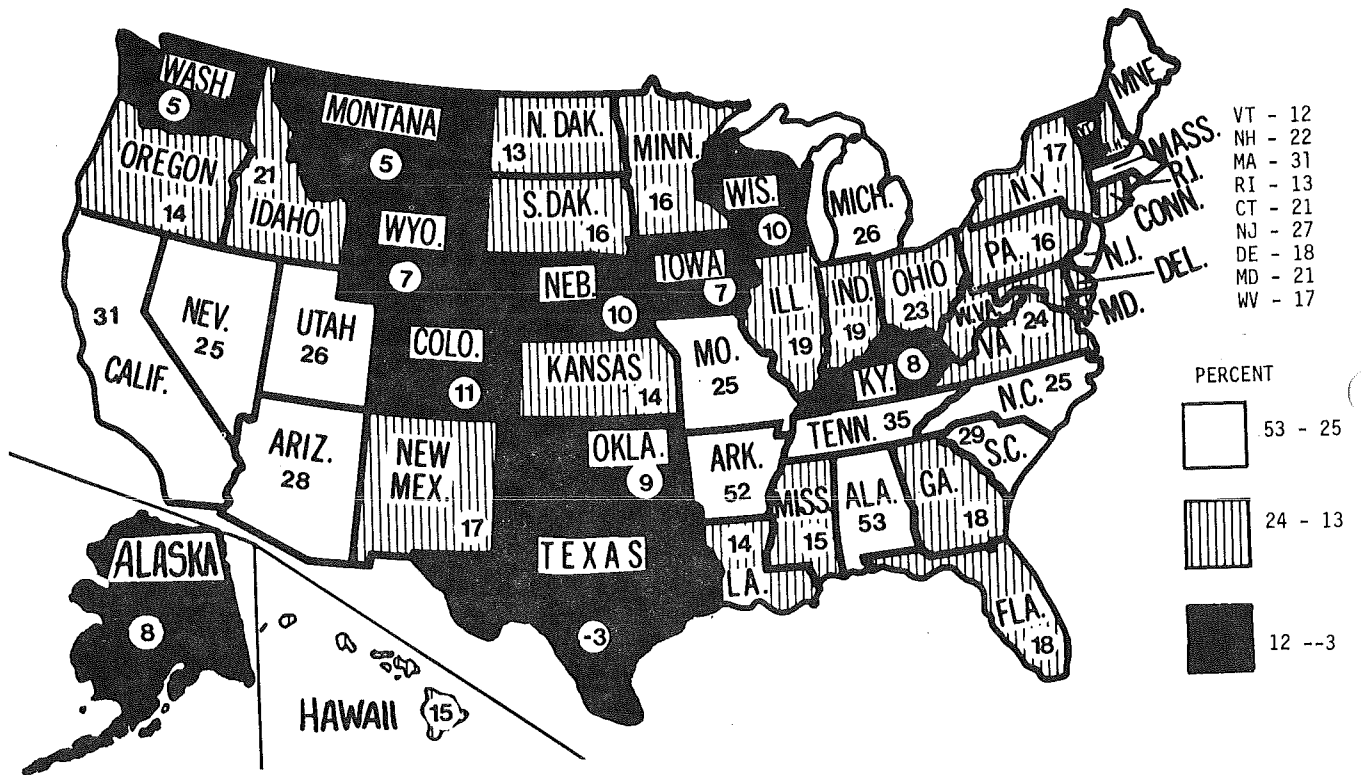 WASH
5
MONTANA
5
N. DAK.
13
MINN.
16
OREGON
14
21
IDAHO
WYO.
7
S. DAK.
16
WIS.
10
MICH.
26
17
N.Y.
MNE
MASS.
R.I.
CONN.
N.J.
DEL.
MD.
VT - 12
NH - 22
MA - 31
RI - 13
CT - 21
NJ - 27
DE - 18
MD - 21
WV - 17
31
CALIF.
NEV.
25
UTAH
26
COLO.
11
NEB.
10
IOWA
7
ILL
19
IND.
19
OHIO
23
PA. 16
W.VA.
24
VA
KANSAS
14
MO.
25
KY. 8
N.C. 25
TENN. 35
29
S.C.
ARIZ.
28
NEW
MEX.
17
OKLA.
9
ARK.
52
MISS.
15
ALA.
53
GA.
18
TEXAS
-3
14
LA.
FLA.
18
ALASKA
8
HAWAII 15
PERCENT
53 - 25
24 - 13
12 --3